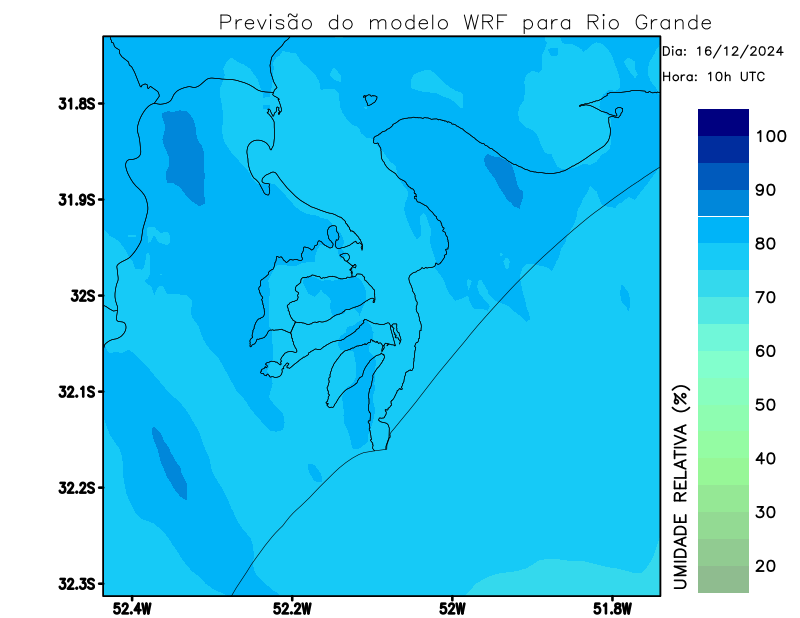 Previsão do modelo WRF para Rio Grande
Dia: 16/12/2024
Hora: 10h UTC
31.8S
31.9S
32S
32.1S
32.2S
32.3S
52.4W
52.2W
52W
51.8W
100
90
80
70
60
50
40
30
20
UMIDADE RELATIVA (%)